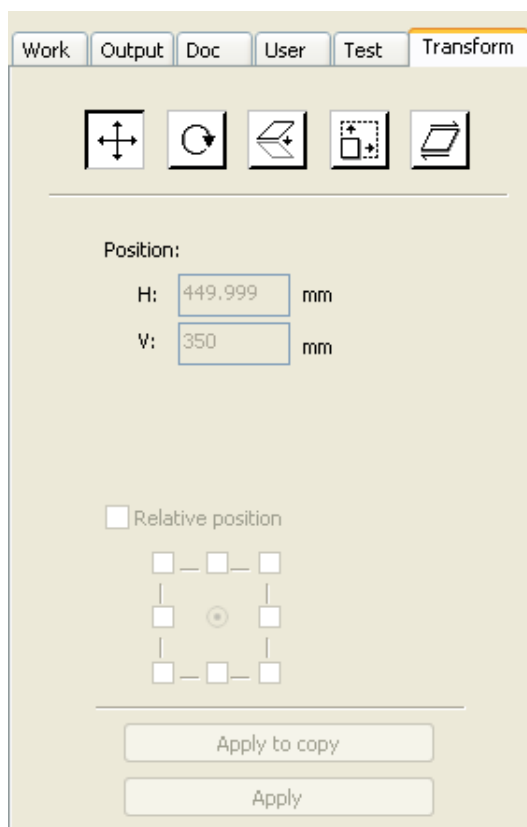 Work Output Doc User Test Transform
Position:
H: 449.999 mm
V: 350 mm
Relative position
Apply to copy
Apply